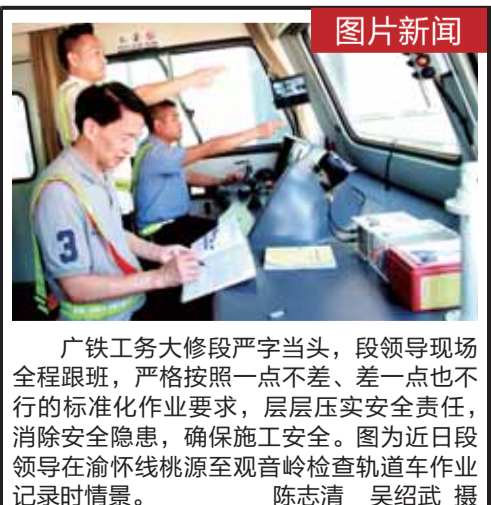 图片新闻
3
广铁工务大修段严字当头，段领导现场
全程跟班，严格按照一点不差、差一点也不
行的标准化作业要求，层层压实安全责任，
消除安全隐患，确保施工安全。图为近日段
领导在渝怀线桃源至观音岭检查轨道车作业
记录时情景。 陈志清 吴绍武 摄